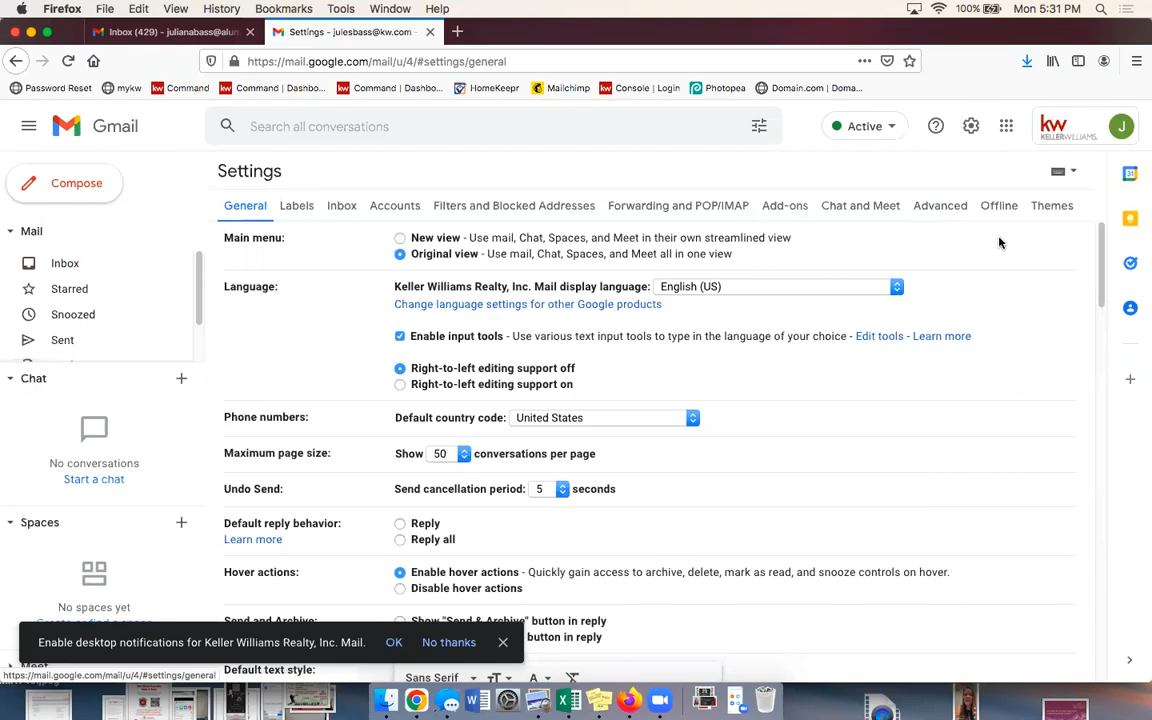 Firefox File Edit View History Bookmarks Tools Window Help 100% Mon 5:31 PM
Inbox (429) - julianabass@alun Settings - julesbass@kw.com -
https://mail.google.com/mail/u/4/#settings/general
Password Reset mykw Command Command | Dashbo... Command | Dashbo... HomeKeepr Mailchimp Console | Login Photopea Domain.com | Doma...
Gmail Search all conversations Active kw KELLERWILLIAMS. J
Settings
Compose
General Labels Inbox Accounts Filters and Blocked Addresses Forwarding and POP/IMAP Add-ons Chat and Meet Advanced Offline Themes
Mail
Inbox
Starred
Snoozed
Sent
Chat
No conversations
Start a chat
Spaces
No spaces yet
Main menu: New view - Use mail, Chat, Spaces, and Meet in their own streamlined view
Original view - Use mail, Chat, Spaces, and Meet all in one view
Language: Keller Williams Realty, Inc. Mail display language: English (US)
Change language settings for other Google products
Enable input tools - Use various text input tools to type in the language of your choice - Edit tools - Learn more
Right-to-left editing support off
Right-to-left editing support on
Phone numbers: Default country code: United States
Maximum page size: Show 50 conversations per page
Undo Send: Send cancellation period: 5 seconds
Default reply behavior: Reply
Learn more Reply all
Hover actions: Enable hover actions - Quickly gain access to archive, delete, mark as read, and snooze controls on hover.
Disable hover actions
Send and Archive: Show "Send & Archive" button in reply
button in reply
Enable desktop notifications for Keller Williams Realty, Inc. Mail. OK No thanks
Default text style: Sans Serif
Meet
https://mail.google.com/mail/u/4/#settings/general
31